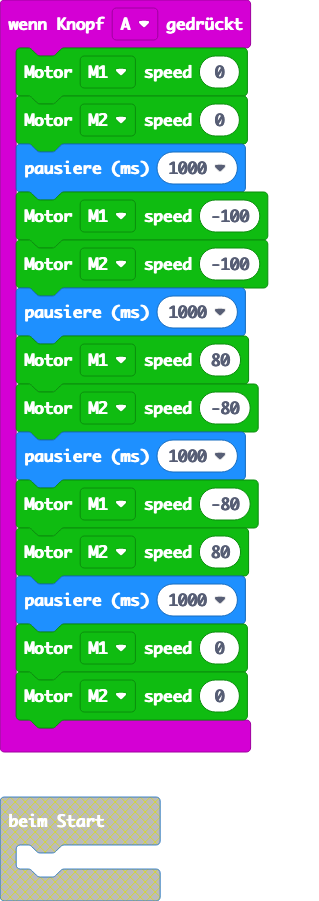 wenn Knopf A gedrückt
Motor M1 speed 0
Motor M2 speed 0
pausiere (ms) 1000
Motor M1 speed -100
Motor M2 speed -100
pausiere (ms) 1000
Motor M1 speed 80
Motor M2 speed -80
pausiere (ms) 1000
Motor M1 speed -80
Motor M2 speed 80
pausiere (ms) 1000
Motor M1 speed 0
Motor M2 speed 0
beim Start